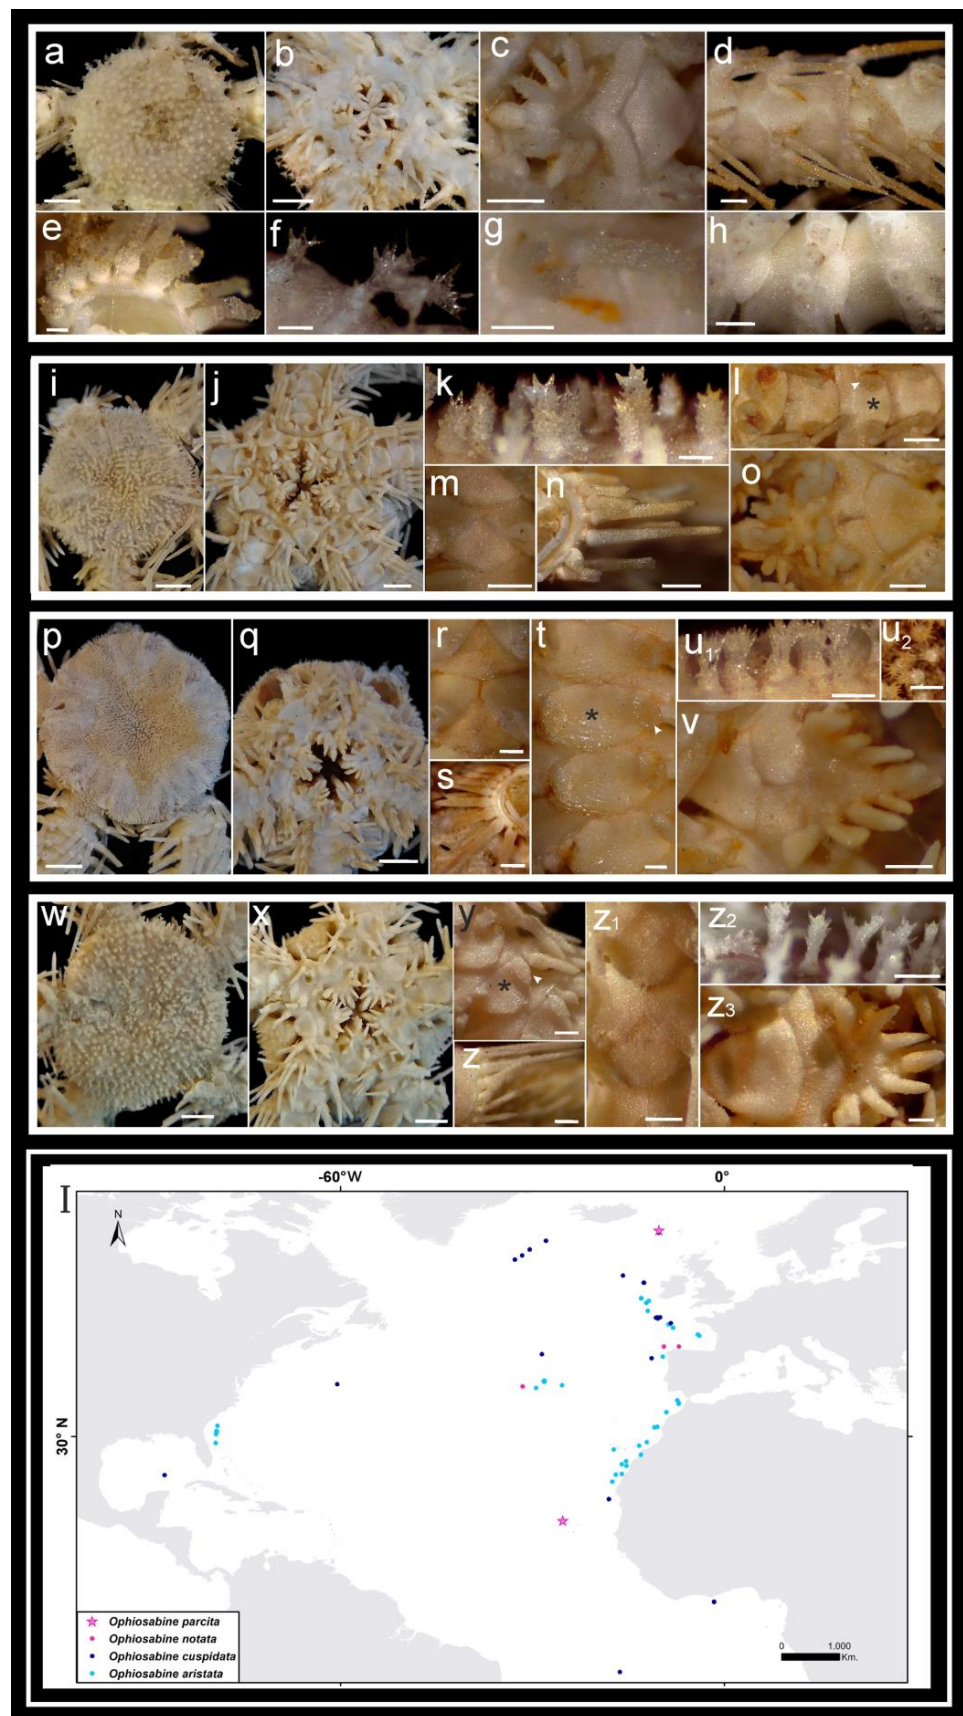 a b c d
e f g h
i j k l
m n o
p q r t u1 u2
s v
w x y z1 z2
z z3
-60°W 0°
I
N
30° N
Ophiosabine parcita
Ophiosabine notata
Ophiosabine cuspidata
Ophiosabine aristata
0 1.000
Km.